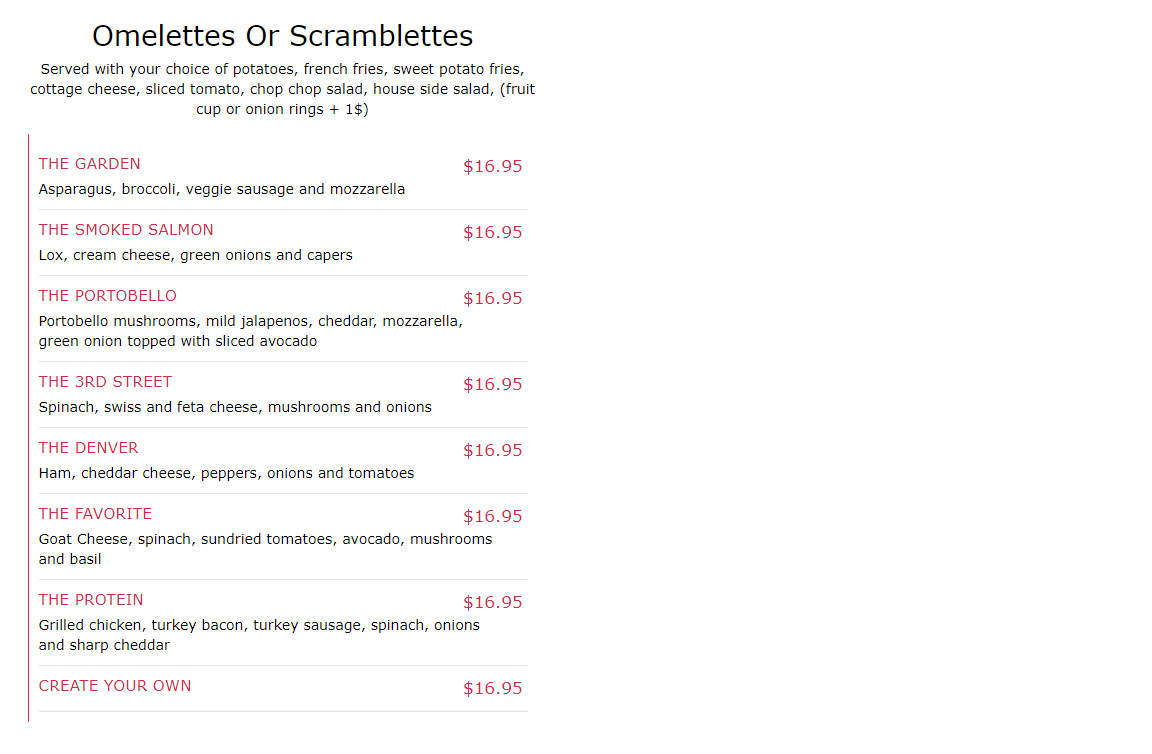 Omelettes Or Scramblettes
Served with your choice of potatoes, french fries, sweet potato fries,
cottage cheese, sliced tomato, chop chop salad, house side salad, (fruit
cup or onion rings + 1$)
THE GARDEN $16.95
Asparagus, broccoli, veggie sausage and mozzarella
THE SMOKED SALMON $16.95
Lox, cream cheese, green onions and capers
THE PORTOBELLO $16.95
Portobello mushrooms, mild jalapenos, cheddar, mozzarella,
green onion topped with sliced avocado
THE 3RD STREET $16.95
Spinach, swiss and feta cheese, mushrooms and onions
THE DENVER $16.95
Ham, cheddar cheese, peppers, onions and tomatoes
THE FAVORITE $16.95
Goat Cheese, spinach, sundried tomatoes, avocado, mushrooms
and basil
THE PROTEIN $16.95
Grilled chicken, turkey bacon, turkey sausage, spinach, onions
and sharp cheddar
CREATE YOUR OWN $16.95